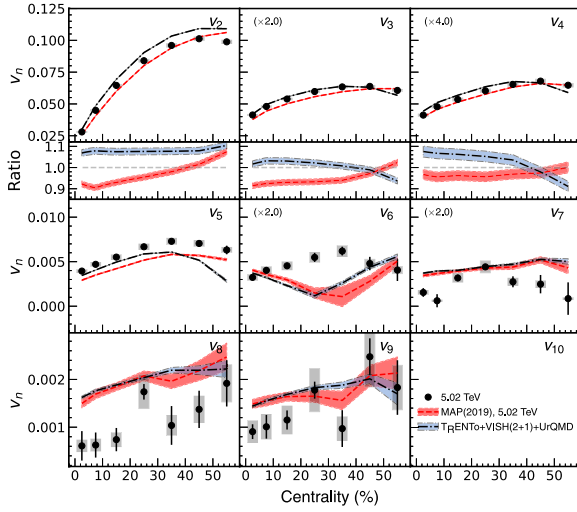 v2
(×2.0) v3
(×4.0) v4
0.125
0.100
0.075
0.050
0.025
vn
1.1
1.0
0.9
Ratio
v5
(×2.0) v6
(×2.0) v7
0.010
0.005
0.000
vn
v8
v9
v10
0.002
0.001
vn
5.02 TeV
MAP(2019), 5.02 TeV
TRENTo+VISH(2+1)+UrQMD
0 10 20 30 40 50
0 10 20 30 40 50
0 10 20 30 40 50
Centrality (%)